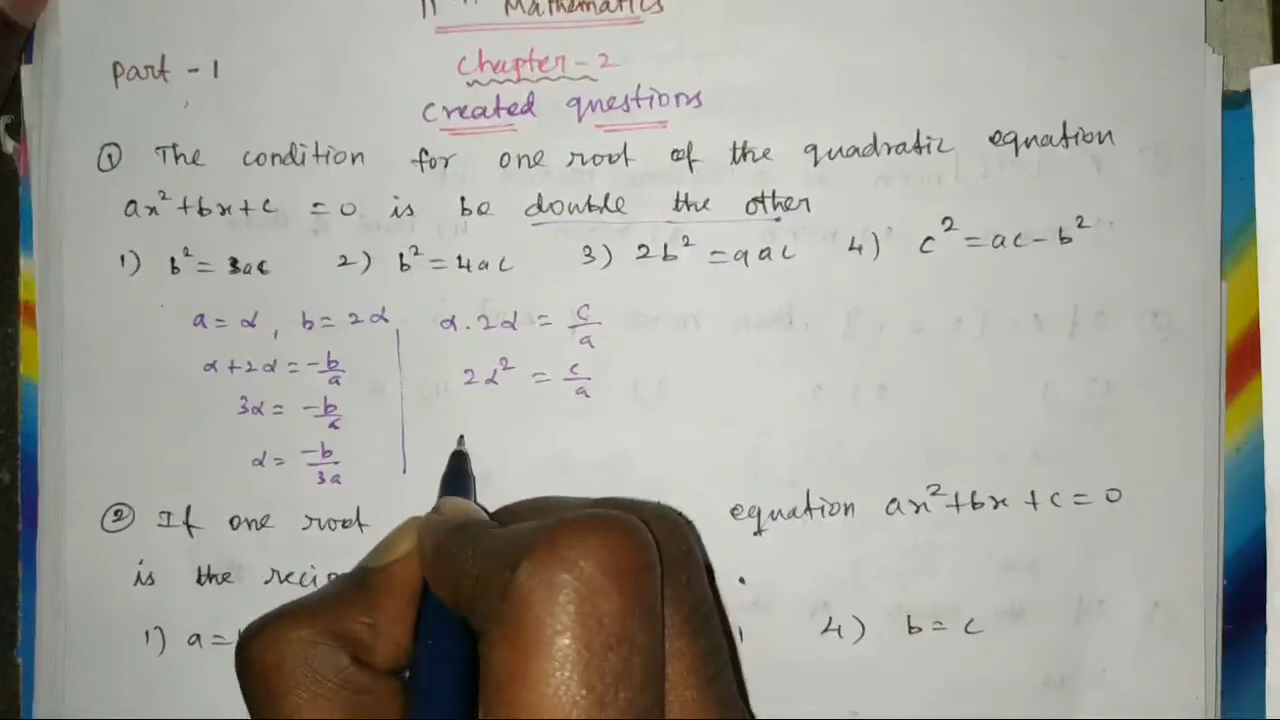 Mathematics
Part - 1
Chapter - 2
Created questions
① The condition for one root of the quadratic equation
ax²+bx+c =0 is be double the other
1) b²=3ac 2) b²=4ac 3) 2b²=9ac 4) c²=ac-b²
a=α, b=2α α.2α = c/a
α+2α = -b/a 2α² = c/a
3α = -b/a
α = -b/3a
② If one root equation ax²+bx+c=0
is the
1) a= 4) b=c